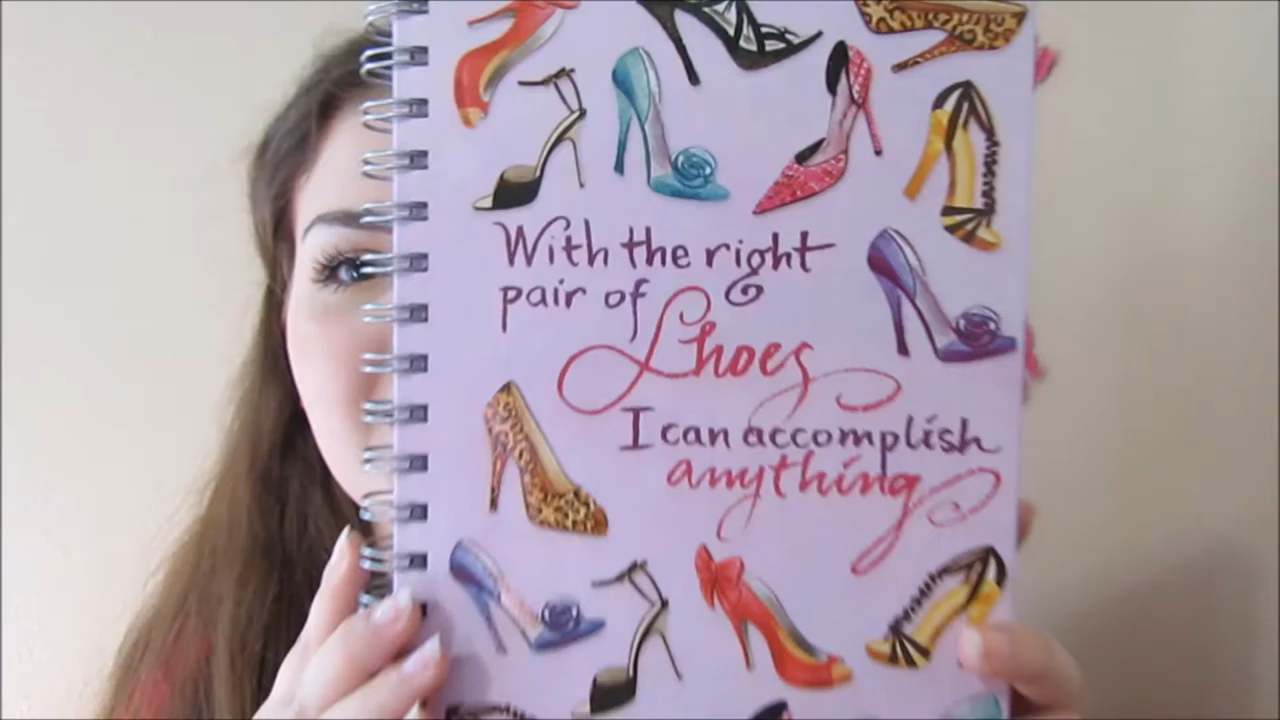 With the right
pair of
Shoes
I can accomplish
anything